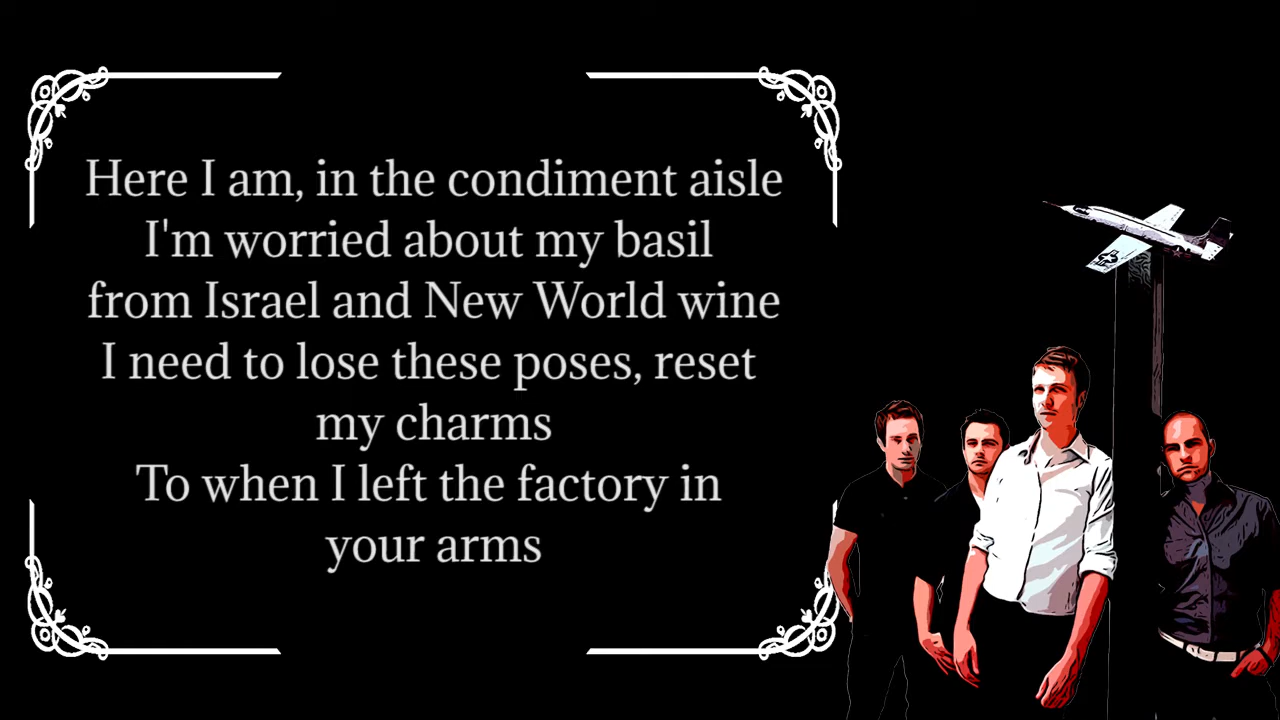 Here I am, in the condiment aisle
I'm worried about my basil
from Israel and New World wine
I need to lose these poses, reset
my charms
To when I left the factory in
your arms